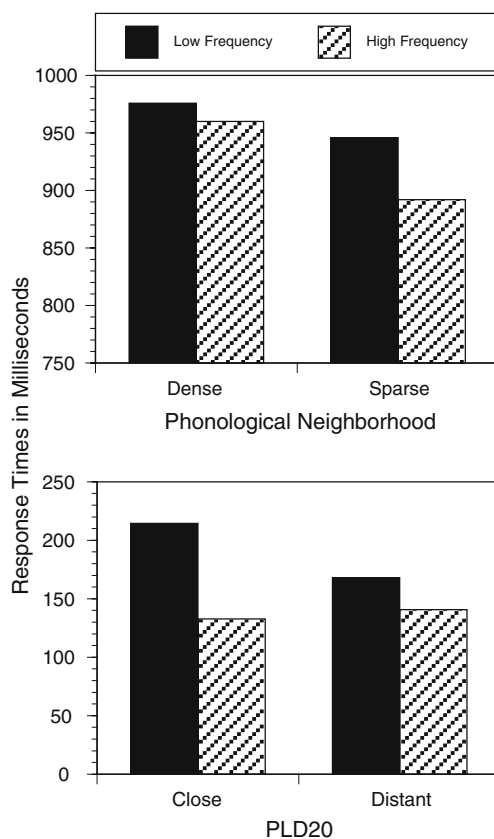 Low Frequency High Frequency
1000
950
900
850
800
750
Dense Sparse
Phonological Neighborhood
Response Times in Milliseconds
250
200
150
100
50
0
Close Distant
PLD20